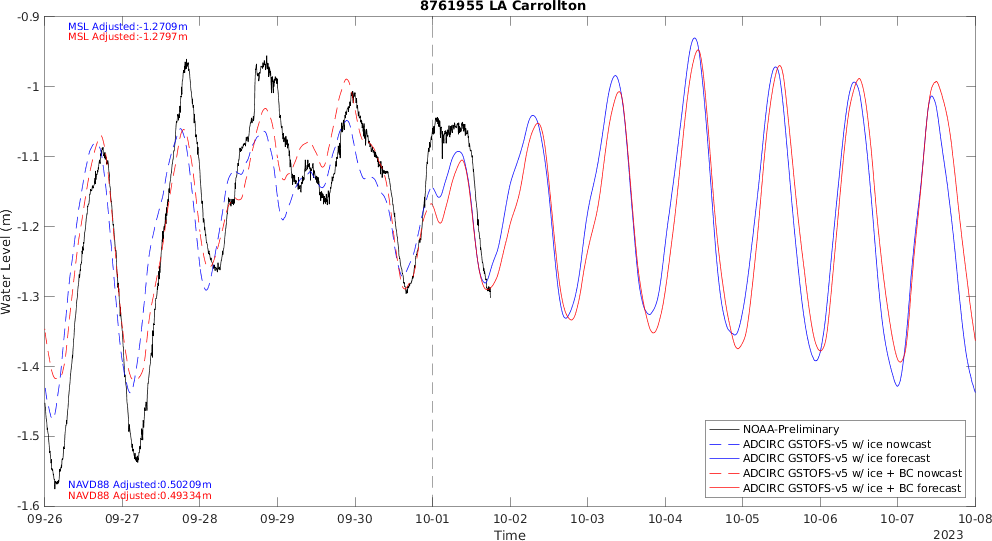 8761955 LA Carrollton
MSL Adjusted:-1.2709m
MSL Adjusted:-1.2797m
Water Level (m)
-0.9
-1
-1.1
-1.2
-1.3
-1.4
-1.5
-1.6
NAVD88 Adjusted:0.50209m
NAVD88 Adjusted:0.49334m
NOAA-Preliminary
ADCIRC GSTOFS-v5 w/ ice nowcast
ADCIRC GSTOFS-v5 w/ ice forecast
ADCIRC GSTOFS-v5 w/ ice + BC nowcast
ADCIRC GSTOFS-v5 w/ ice + BC forecast
09-26 09-27 09-28 09-29 09-30 10-01 10-02 10-03 10-04 10-05 10-06 10-07 10-08
Time
2023